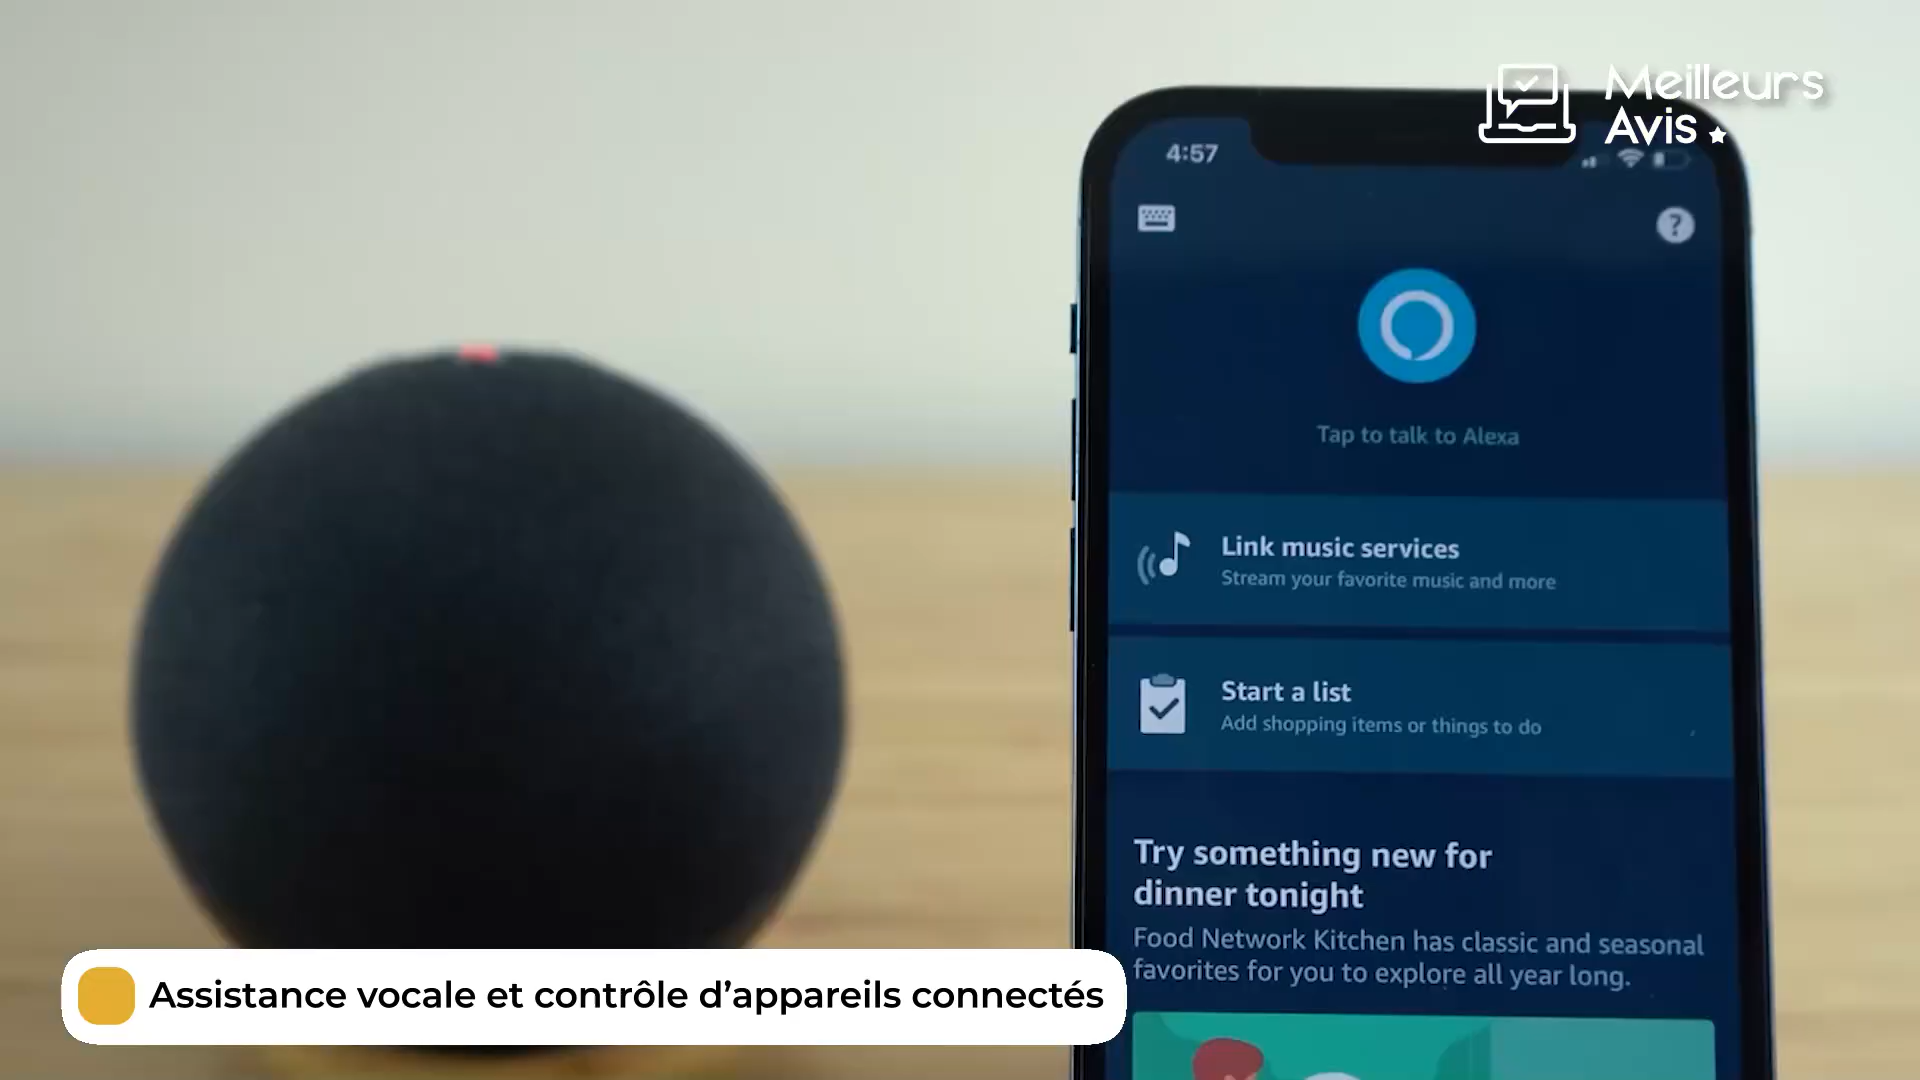 Meilleurs
Avis
4:57
Tap to talk to Alexa
Link music services
Stream your favorite music and more
Start a list
Add shopping items or things to do
Try something new for
dinner tonight
Food Network Kitchen has classic and seasonal
favorites for you to explore all year long.
Assistance vocale et contrôle d’appareils connectés